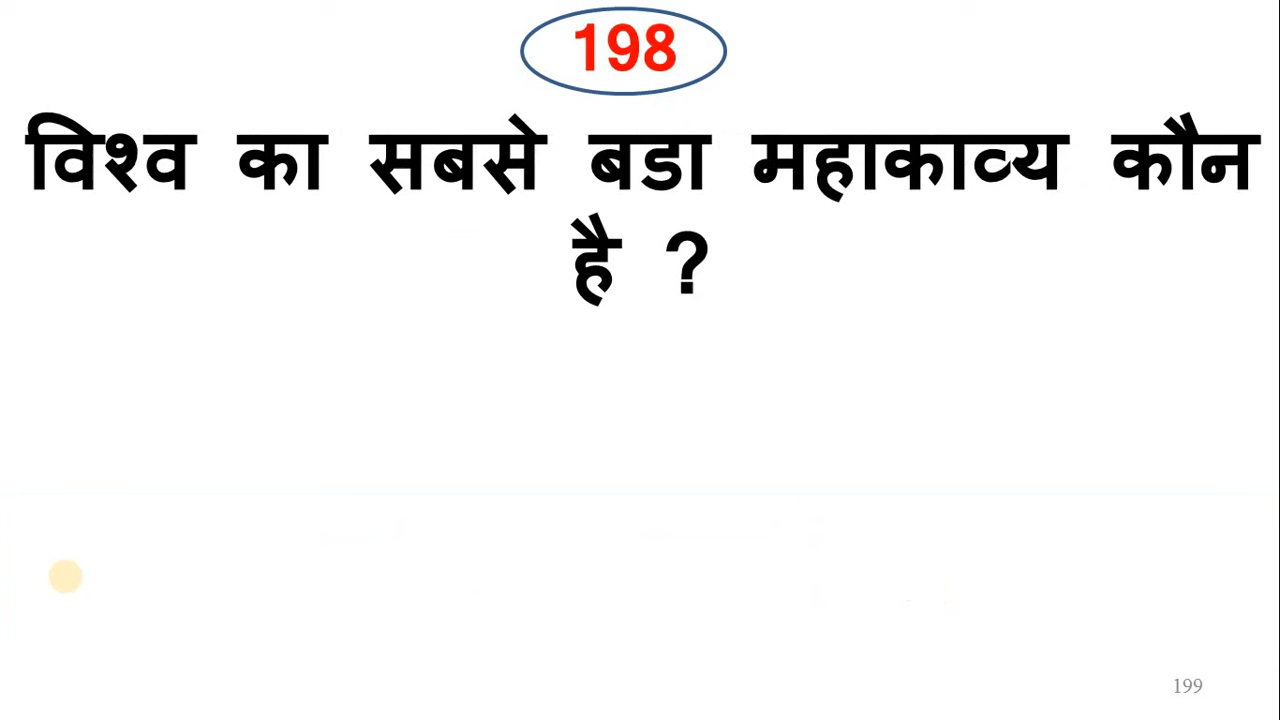 198
विश्व का सबसे बडा महाकाव्य कौन
है ?
199